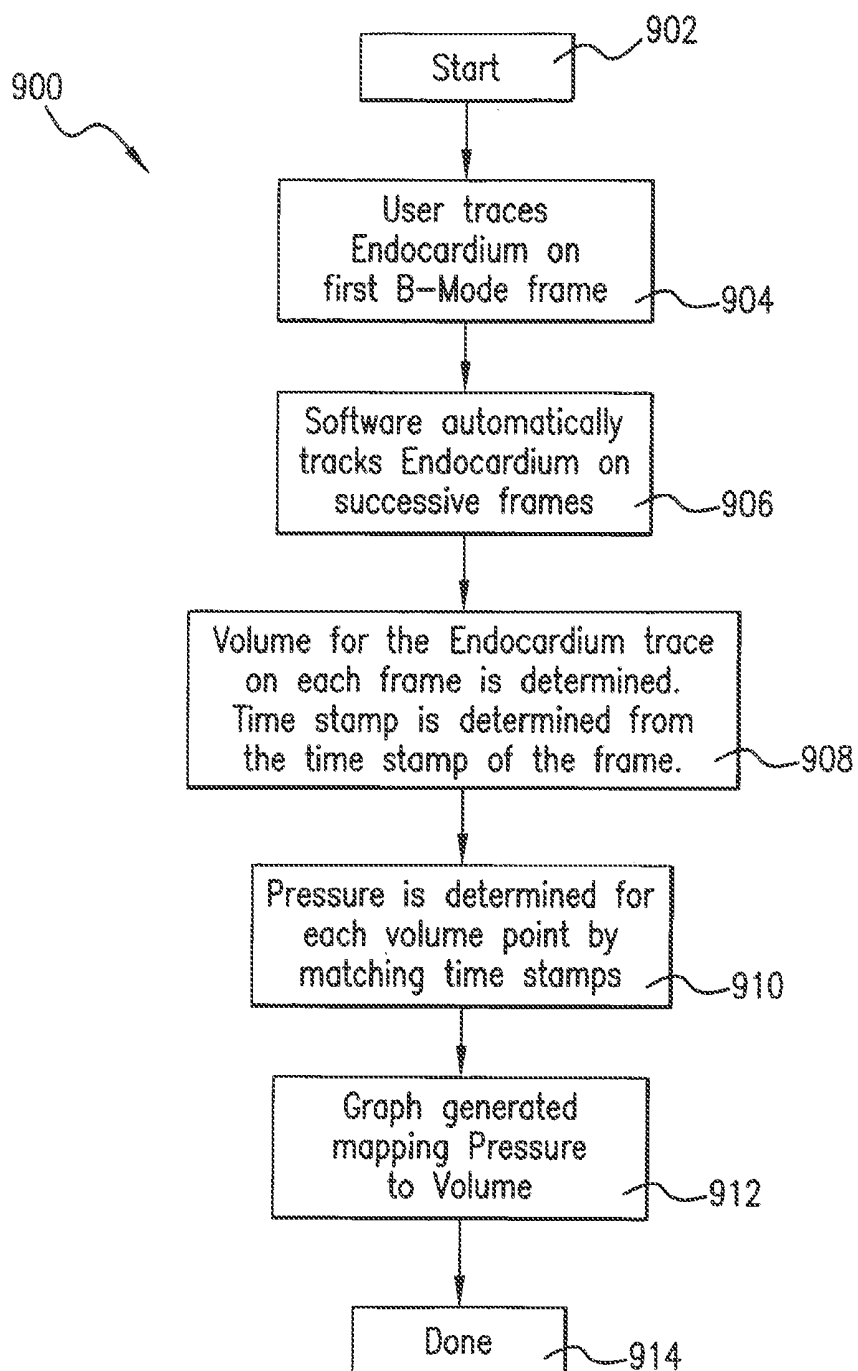 902
Start
900
User traces
Endocardium on
first B-Mode frame
904
Software automatically
tracks Endocardium on
successive frames
906
Volume for the Endocardium trace
on each frame is determined.
Time stamp is determined from
the time stamp of the frame.
908
Pressure is determined for
each volume point by
matching time stamps
910
Graph generated
mapping Pressure
to Volume
912
Done
914